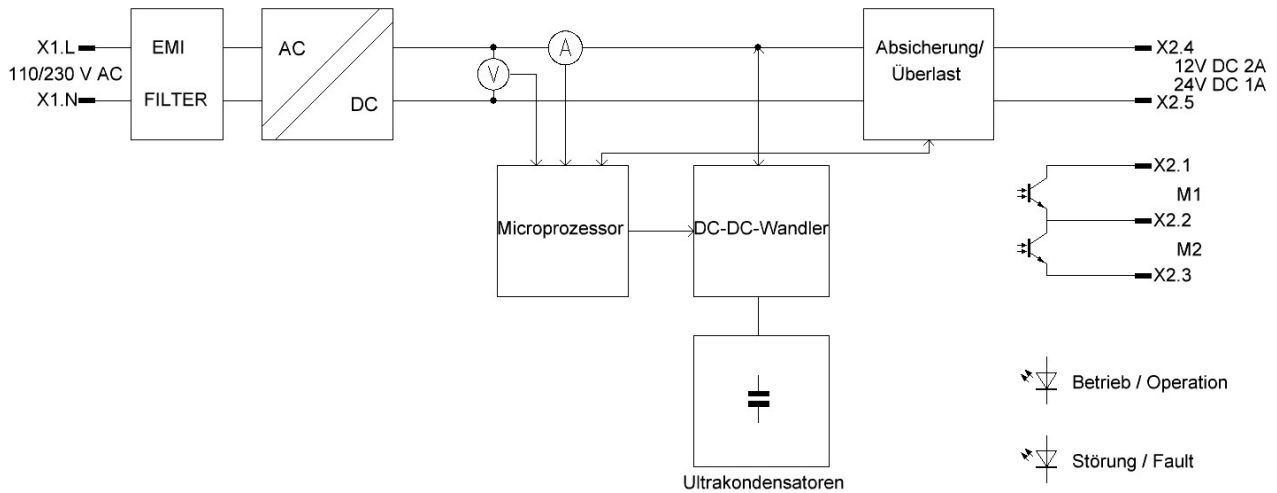 X1.L
110/230 V AC
X1.N
EMI
FILTER
AC
DC
V
A
Absicherung/
Überlast
X2.4
12V DC 2A
24V DC 1A
X2.5
Microprozessor
DC-DC-Wandler
X2.1
M1
X2.2
M2
X2.3
Betrieb / Operation
Störung / Fault
Ultrakondensatoren